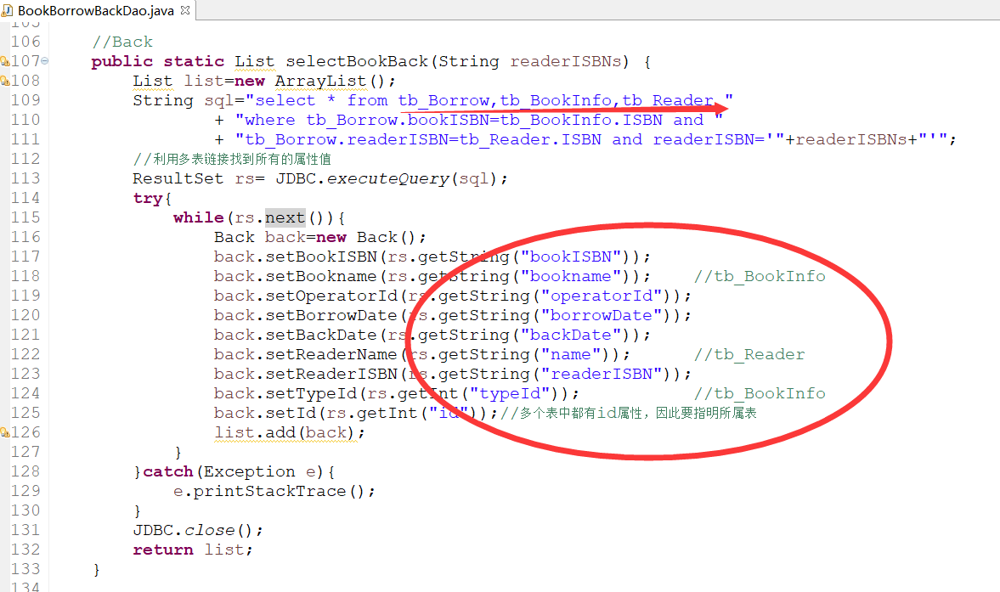 BookBorrowBackDao.java
105
106 //Back
107 public static List selectBookBack(String readerISBNs) {
108 List list=new ArrayList();
109 String sql="select * from tb_Borrow,tb_BookInfo,tb_Reader "
110 + "where tb_Borrow.bookISBN=tb_BookInfo.ISBN and "
111 + "tb_Borrow.readerISBN=tb_Reader.ISBN and readerISBN='"+readerISBNs+"'";
112 //利用多表链接找到所有的属性值
113 ResultSet rs= JDBC.executeQuery(sql);
114 try{
115 while(rs.next()){
116 Back back=new Back();
117 back.setBookISBN(rs.getString("bookISBN"));
118 back.setBookname(rs.getString("bookname")); //tb_BookInfo
119 back.setOperatorId(rs.getString("operatorId"));
120 back.setBorrowDate(rs.getString("borrowDate"));
121 back.setBackDate(rs.getString("backDate"));
122 back.setReaderName(rs.getString("name")); //tb_Reader
123 back.setReaderISBN(rs.getString("readerISBN"));
124 back.setTypeId(rs.getInt("typeId")); //tb_BookInfo
125 back.setId(rs.getInt("id"));//多个表中都有id属性，因此要指明所属表
126 list.add(back);
127 }
128 }catch(Exception e){
129 e.printStackTrace();
130 }
131 JDBC.close();
132 return list;
133 }
134